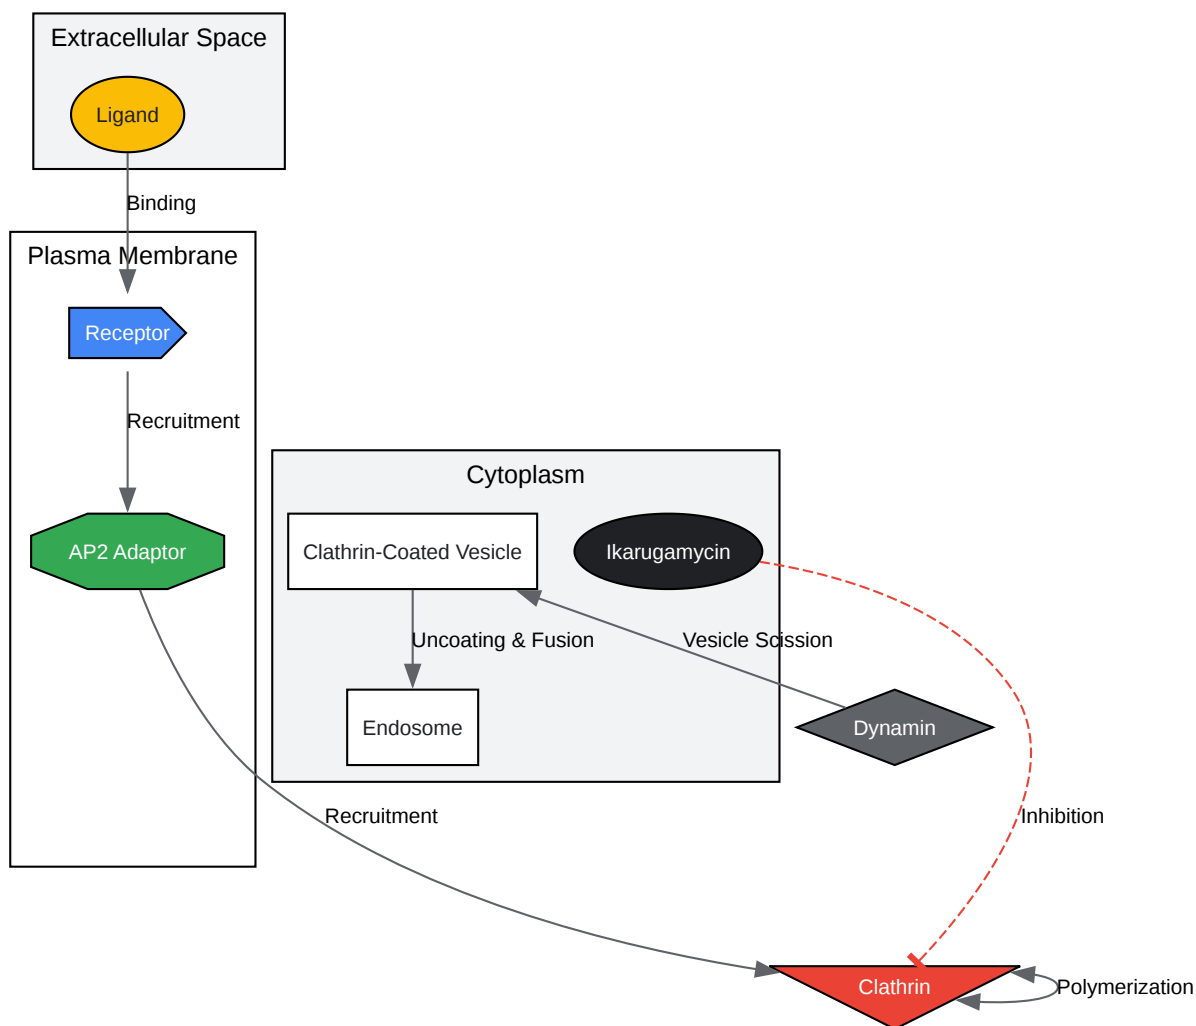 Extracellular Space
Ligand
Binding
Plasma Membrane
Receptor
Recruitment
AP2 Adaptor
Cytoplasm
Clathrin-Coated Vesicle
Ikarugamycin
Uncoating & Fusion
Vesicle Scission
Endosome
Dynamin
Recruitment
Inhibition
Clathrin
Polymerization